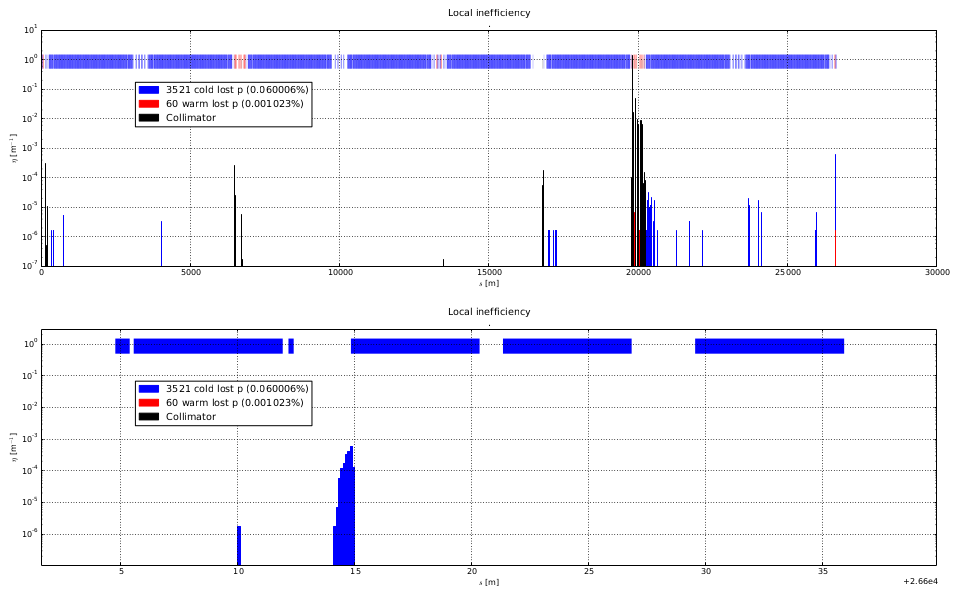 Local inefficiency
10^1
10^0
10^-1
10^-2
10^-3
10^-4
10^-5
10^-6
10^-7
η [m^-1]
3521 cold lost p (0.060006%)
60 warm lost p (0.001023%)
Collimator
0 5000 10000 15000 20000 25000 30000
s [m]
Local inefficiency
10^0
10^-1
10^-2
10^-3
10^-4
10^-5
10^-6
η [m^-1]
3521 cold lost p (0.060006%)
60 warm lost p (0.001023%)
Collimator
5 10 15 20 25 30 35
s [m]
+2.66e4